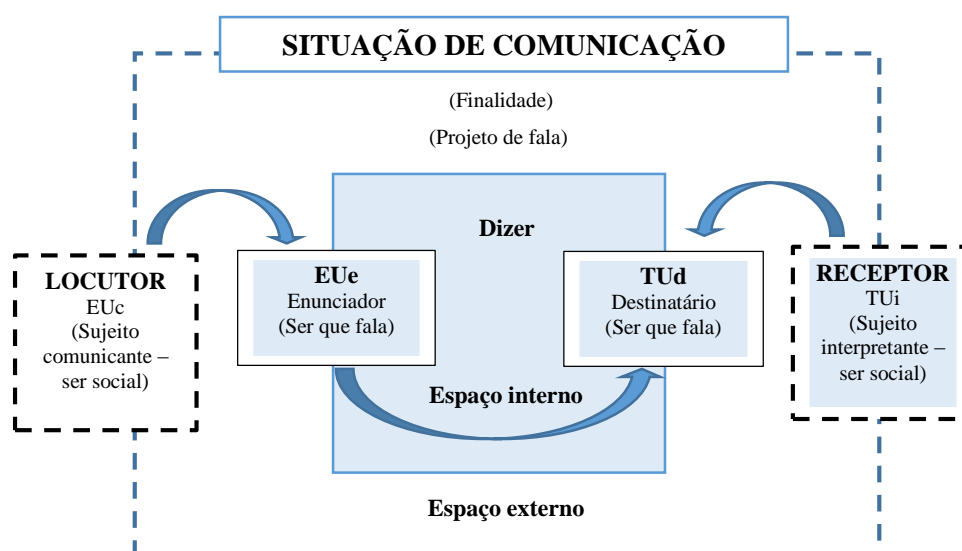 SITUAÇÃO DE COMUNICAÇÃO
(Finalidade)
(Projeto de fala)
Dizer
LOCUTOR
EUc
(Sujeito
comunicante –
ser social)
EUe
Enunciador
(Ser que fala)
TUd
Destinatário
(Ser que fala)
RECEPTOR
TUi
(Sujeito
interpretante –
ser social)
Espaço interno
Espaço externo